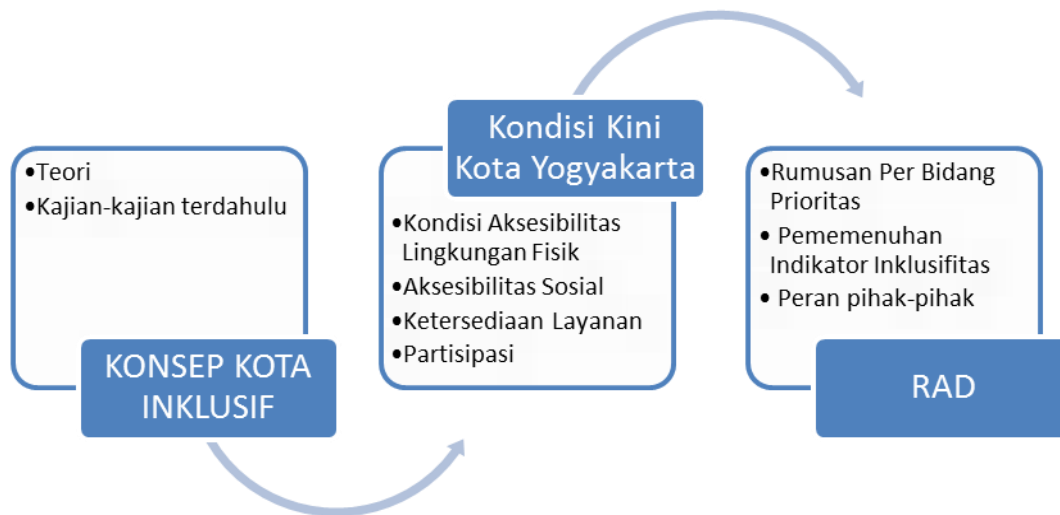 •Teori
•Kajian-kajian terdahulu
KONSEP KOTA
INKLUSIF
Kondisi Kini
Kota Yogyakarta
•Kondisi Aksesibilitas
Lingkungan Fisik
•Aksesibilitas Sosial
•Ketersediaan Layanan
•Partisipasi
•Rumusan Per Bidang
Prioritas
• Pememenuhan
Indikator Inklusifitas
• Peran pihak-pihak
RAD